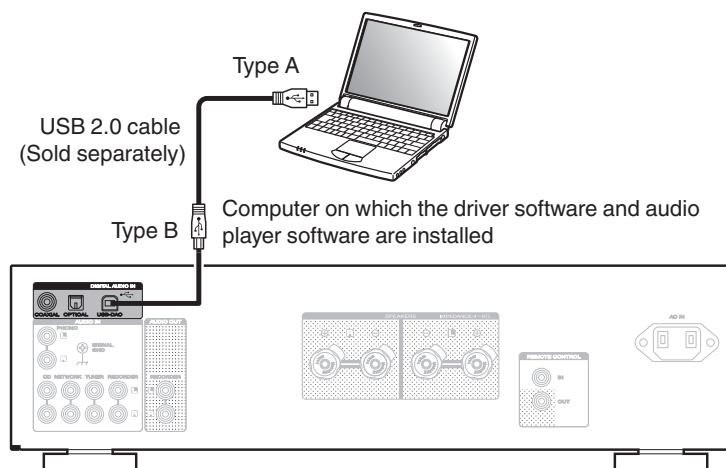 Type A
USB 2.0 cable
(Sold separately)
Type B
Computer on which the driver software and audio
player software are installed
DIGITAL AUDIO IN
COAXIAL OPTICAL USB-DAC
AUDIO IN
AUDIO OUT
PHONO
SIGNAL
GND
CD NETWORK TUNER RECORDER
RECORDER
SPEAKERS
AC IN
REMOTE CONTROL
IN
OUT